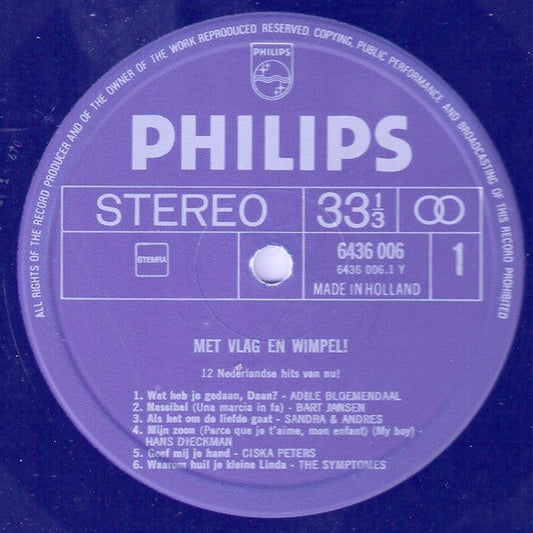 ALL RIGHTS OF THE RECORD PRODUCER AND OF THE OWNER OF THE WORK REPRODUCED RESERVED. COPYING, PUBLIC PERFORMANCE AND BROADCASTING OF THIS RECORD PROHIBITED
PHILIPS
PHILIPS
STEREO 33 1/3
STEMRA 6436 006 1
6436 006.1 Y
MADE IN HOLLAND
MET VLAG EN WIMPEL!
12 Nederlandse hits van nu!
1. Wat heb je gedaan, Daan? - ADÈLE BLOEMENDAAL
2. Nassibal (Una marcia in fa) - BART JANSEN
3. Als het om de liefde gaat - SANDRA & ANDRES
4. Mijn zoon (Parce que je t'aime, mon enfant) (My boy) -
HANS DIECKMAN
5. Geef mij je hand - CISKA PETERS
6. Waarom huil je kleine Linda - THE SYMPTOMES